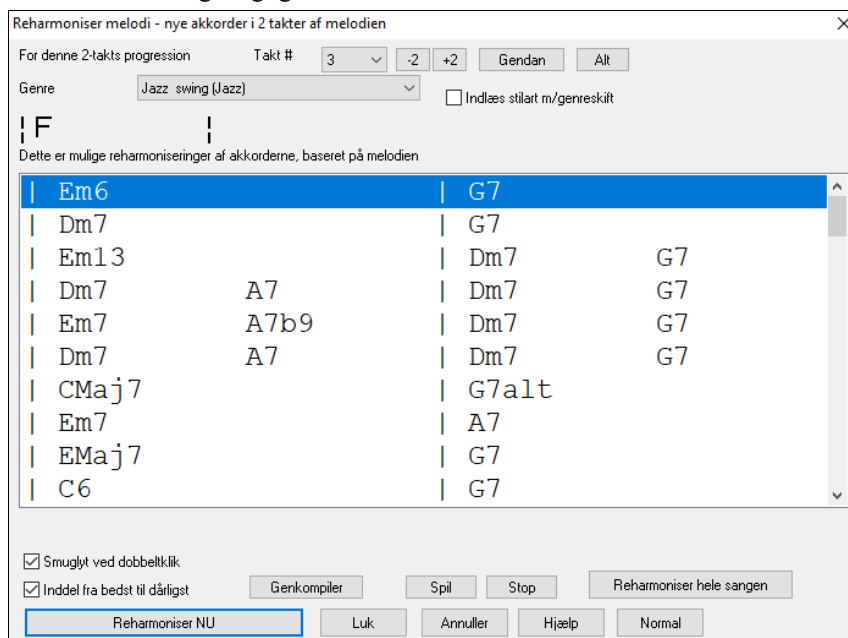 Reharmoniser melodi - nye akkorder i 2 takter af melodien
For denne 2-takts progression Takt # 3 -2 +2 Gendan Alt
Genre Jazz swing (Jazz) Indlæs stilart m/genreskift
¦ F ¦
Dette er mulige reharmoniseringer af akkorderne, baseret på melodien
| Em6 | G7
| Dm7 | G7
| Em13 | Dm7 G7
| Dm7 A7 | Dm7 G7
| Em7 A7b9 | Dm7 G7
| Dm7 A7 | Dm7 G7
| CMaj7 | G7alt
| Em7 | A7
| EMaj7 | G7
| C6 | G7
Smuglyt ved dobbeltklik
Inddel fra bedst til dårligst Genkompiler Spil Stop Reharmoniser hele sangen
Reharmoniser NU Luk Annuller Hjælp Normal